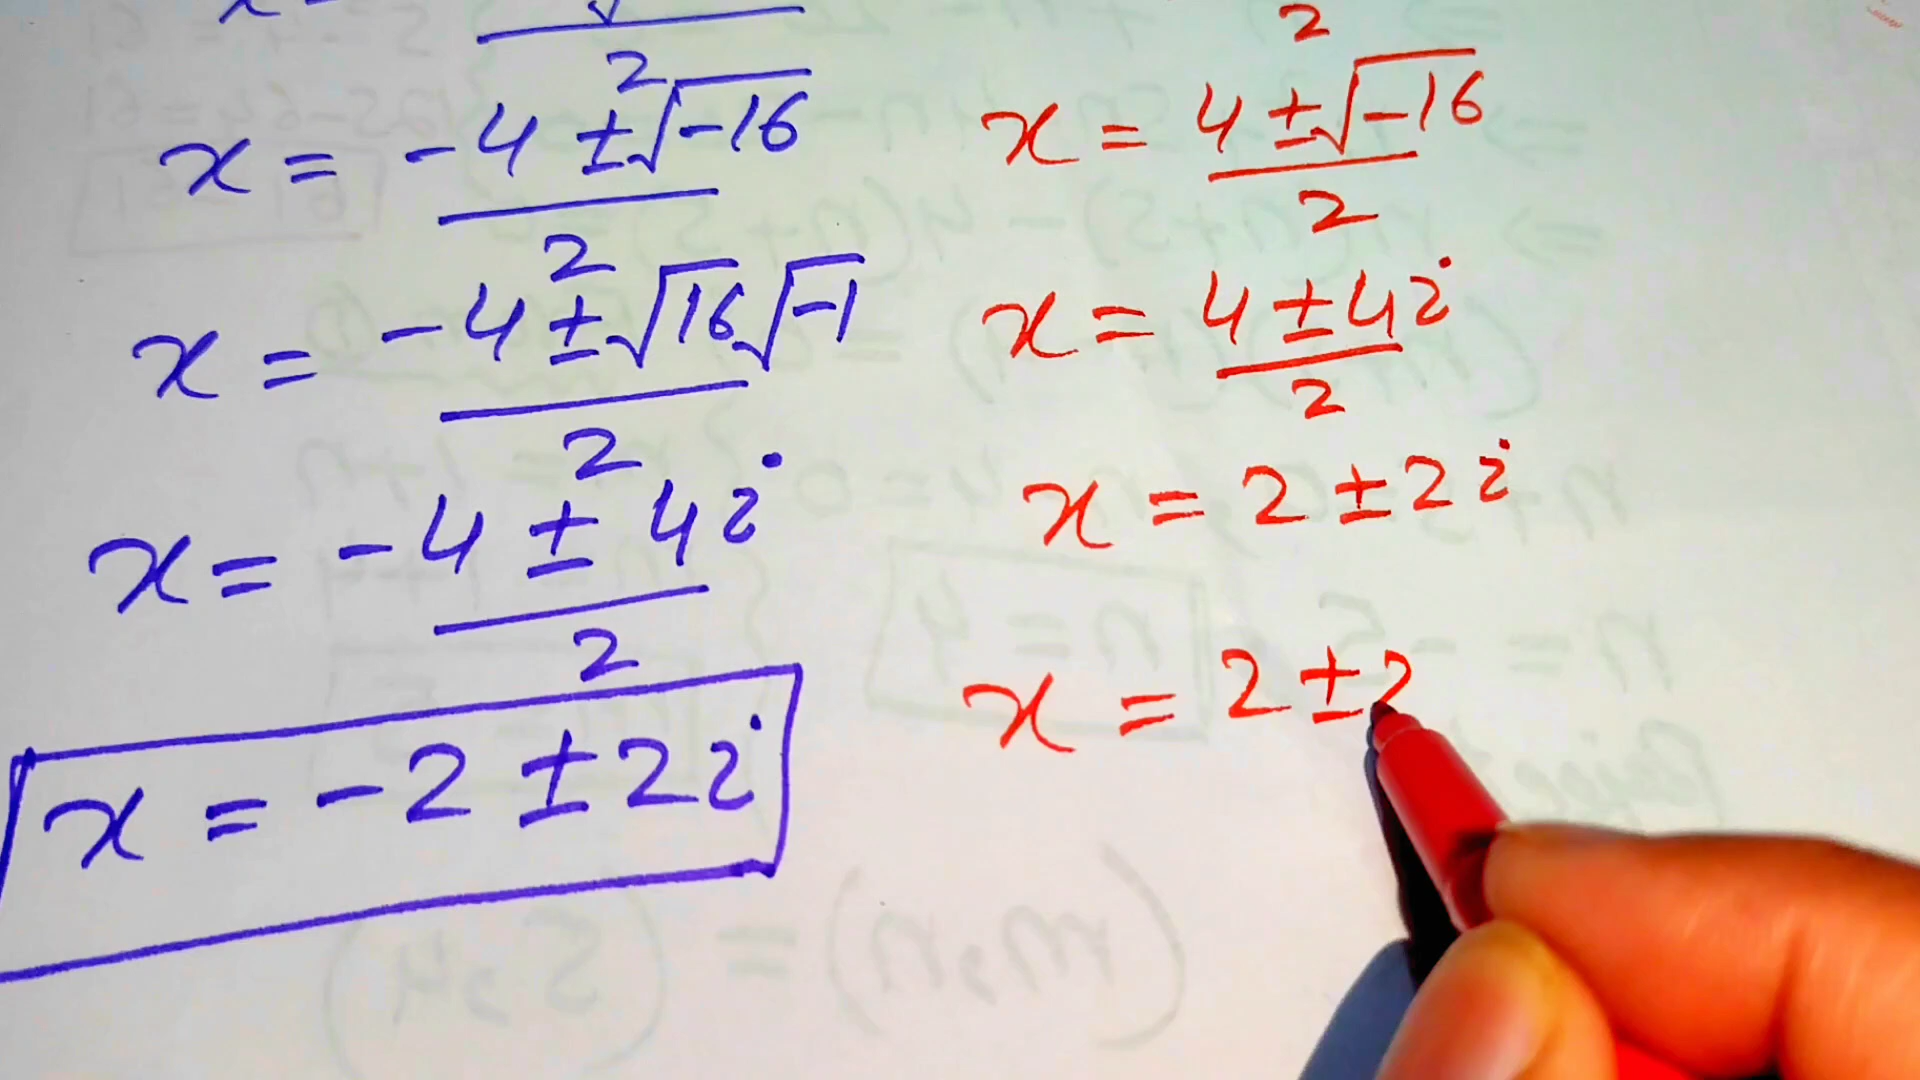 2
x = -4 ±√-16 / 2
x = -4 ± √16 √-1 / 2
x = -4 ± 4i / 2
x = -2 ± 2i
2
x = 4 ± √-16 / 2
x = 4 ± 4i / 2
x = 2 ± 2i
x = 2 ± 2